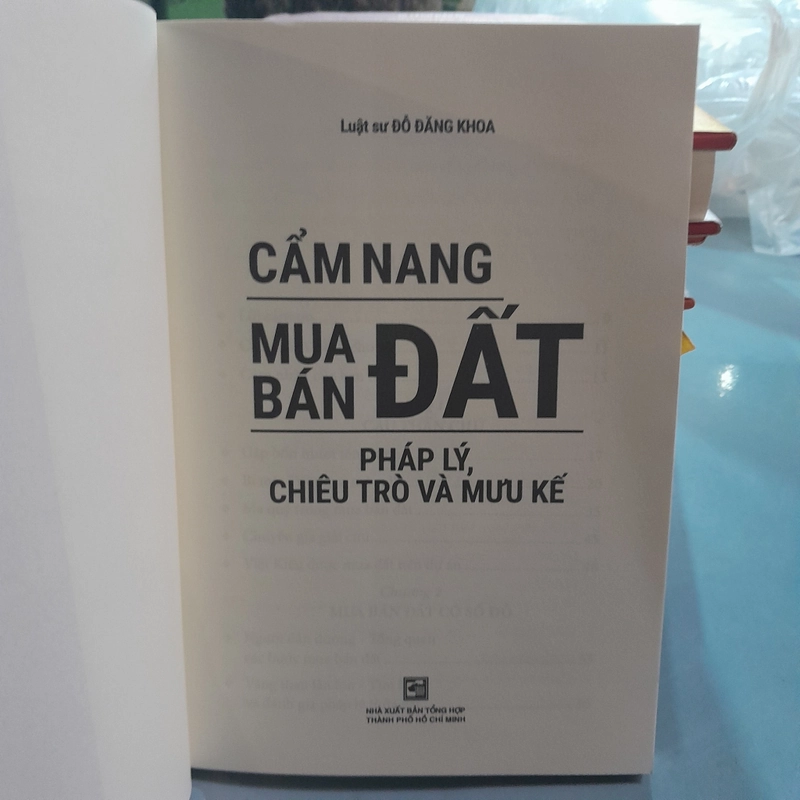 Luật sư ĐỖ ĐĂNG KHOA
CẨM NANG
MUA BÁN ĐẤT
PHÁP LÝ,
CHIÊU TRÒ VÀ MƯU KẾ
NHÀ XUẤT BẢN TỔNG HỢP
THÀNH PHỐ HỒ CHÍ MINH